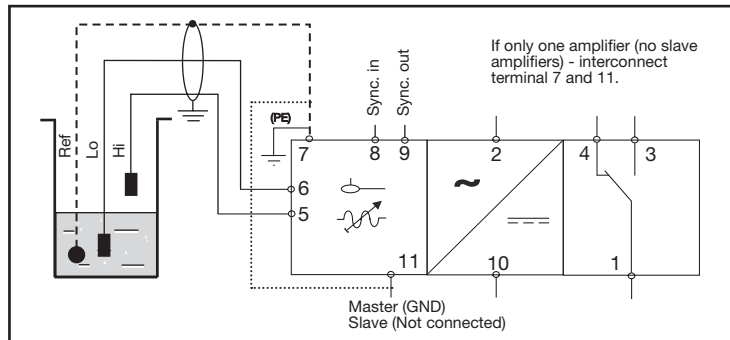 If only one amplifier (no slave
amplifiers) - interconnect
terminal 7 and 11.
Sync. in
Sync. out
(PE)
Ref
Lo
Hi
7
8
9
2
4
3
6
5
~
11
10
1
Master (GND)
Slave (Not connected)